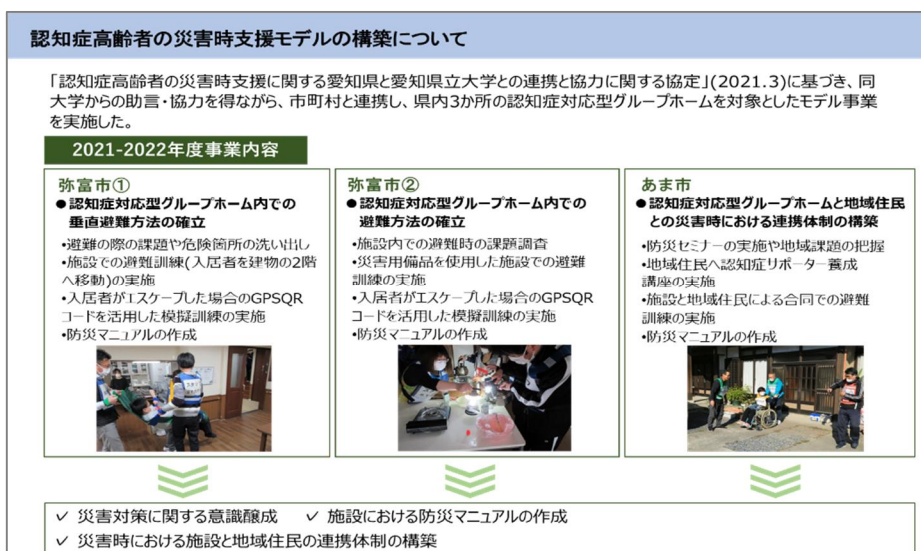 認知症高齢者の災害時支援モデルの構築について
「認知症高齢者の災害時支援に関する愛知県と愛知県立大学との連携と協力に関する協定」(2021.3)に基づき、同
大学からの助言・協力を得ながら、市町村と連携し、県内3か所の認知症対応型グループホームを対象としたモデル事業
を実施した。
2021-2022年度事業内容
弥富市①
●認知症対応型グループホーム内での
垂直避難方法の確立
•避難の際の課題や危険箇所の洗い出し
•施設での避難訓練(入居者を建物の2階
へ移動)の実施
•入居者がエスケープした場合のGPSQR
コードを活用した模擬訓練の実施
•防災マニュアルの作成
弥富市②
●認知症対応型グループホーム内での
避難方法の確立
•施設内での避難時の課題調査
•災害用備品を使用した施設での避難
訓練の実施
•入居者がエスケープした場合のGPSQR
コードを活用した模擬訓練の実施
•防災マニュアルの作成
あま市
●認知症対応型グループホームと地域住民
との災害時における連携体制の構築
•防災セミナーの実施や地域課題の把握
•地域住民へ認知症サポーター養成
講座の実施
•施設と地域住民による合同での避難
訓練の実施
•防災マニュアルの作成
✓ 災害対策に関する意識醸成 ✓ 施設における防災マニュアルの作成
✓ 災害時における施設と地域住民の連携体制の構築